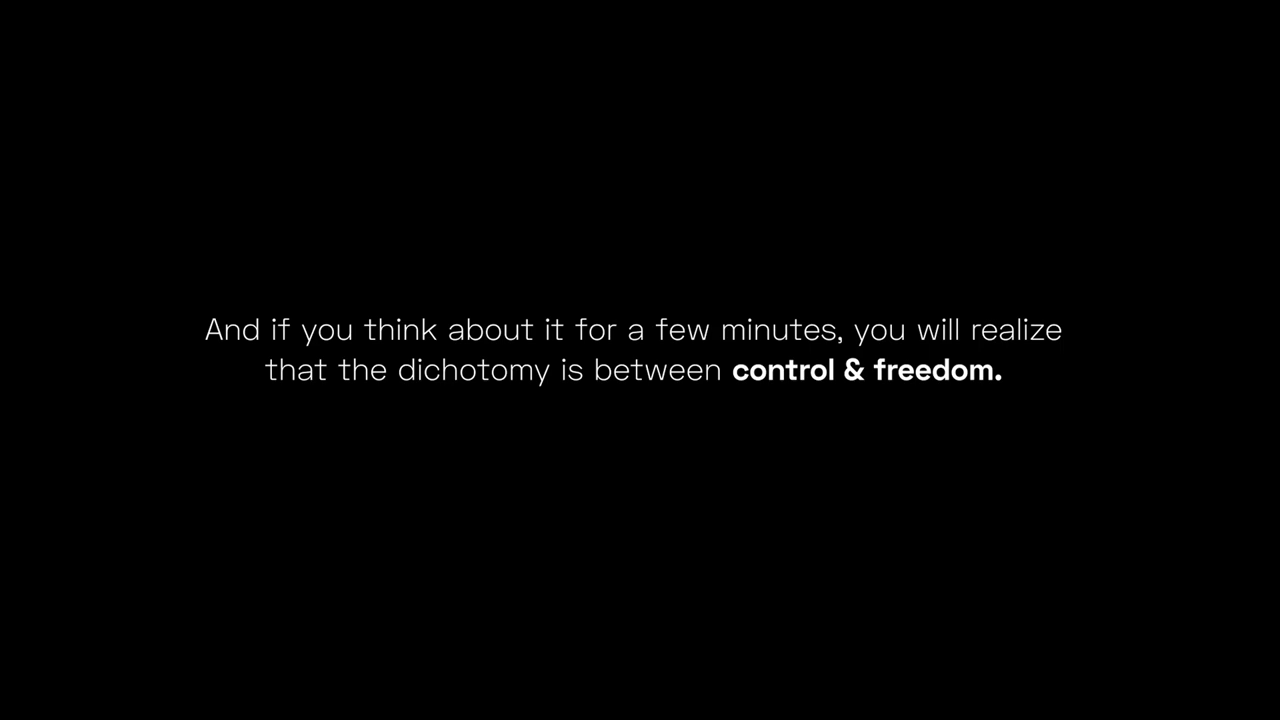 And if you think about it for a few minutes, you will realize
that the dichotomy is between control & freedom.